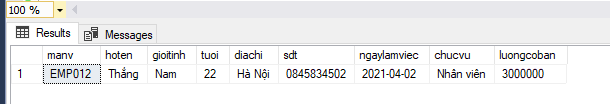 100 %
Results Messages
manv hoten gioitinh tuoi diachi sdt ngaylamviec chucvu luongcoban
1 EMP012 Thắng Nam 22 Hà Nội 0845834502 2021-04-02 Nhân viên 3000000